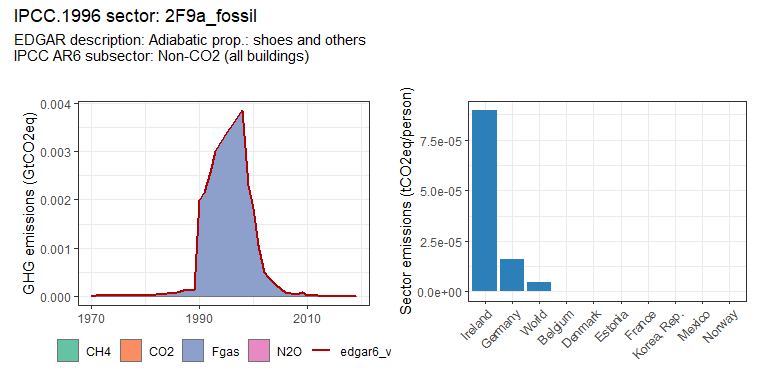 IPCC.1996 sector: 2F9a_fossil
EDGAR description: Adiabatic prop.: shoes and others
IPCC AR6 subsector: Non-CO2 (all buildings)
GHG emissions (GtCO2eq)
0.004
0.003
0.002
0.001
0.000
1970
1990
2010
CH4
CO2
Fgas
N2O
edgar6_v
Sector emissions (tCO2eq/person)
7.5e-05
5.0e-05
2.5e-05
0.0e+00
Ireland
Germany
World
Belgium
Denmark
Estonia
France
Korea Rep.
Mexico
Norway